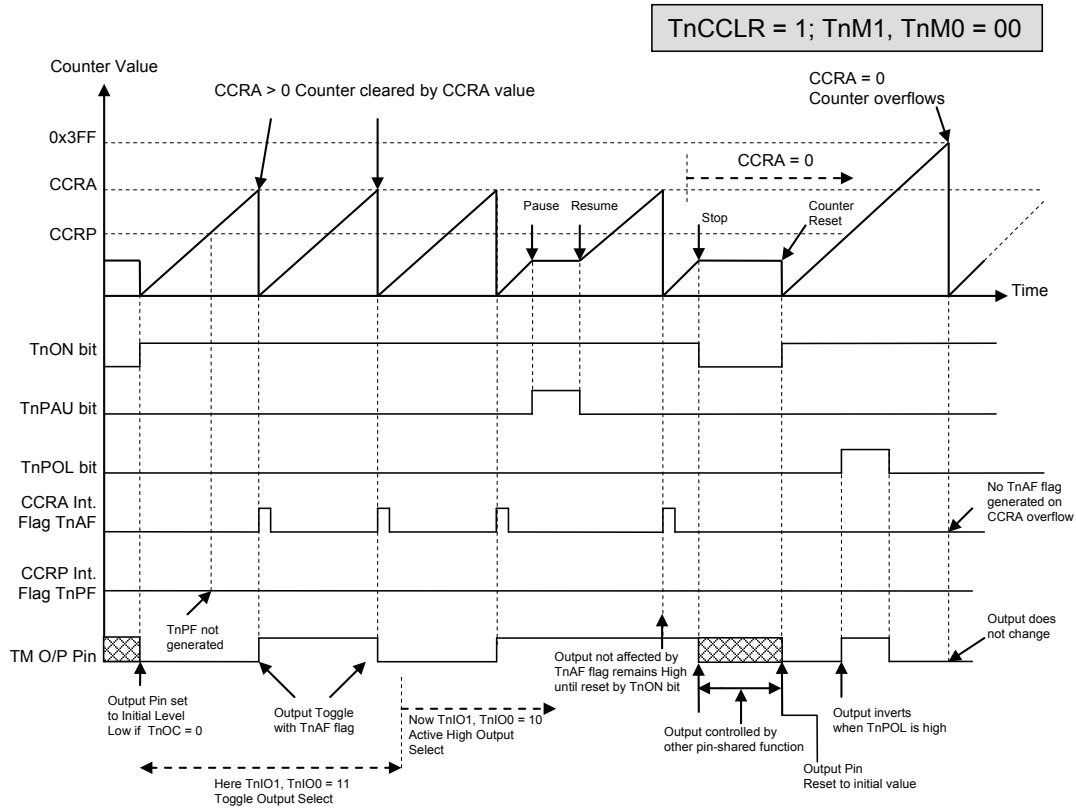 TnCCLR = 1; TnM1, TnM0 = 00
Counter Value
CCRA > 0 Counter cleared by CCRA value
CCRA = 0
Counter overflows
0x3FF
CCRA = 0
CCRA
Pause
Resume
Stop
Counter
Reset
CCRP
Time
TnON bit
TnPAU bit
TnPOL bit
No TnAF flag
generated on
CCRA overflow
CCRA Int.
Flag TnAF
CCRP Int.
Flag TnPF
TnPF not
generated
Output does
not change
TM O/P Pin
Output not affected by
TnAF flag remains High
until reset by TnON bit
Output Pin set
to Initial Level
Low if TnOC = 0
Output Toggle
with TnAF flag
Now TnIO1, TnIO0 = 10
Active High Output
Select
Output controlled by
other pin-shared function
Output inverts
when TnPOL is high
Output Pin
Reset to initial value
Here TnIO1, TnIO0 = 11
Toggle Output Select